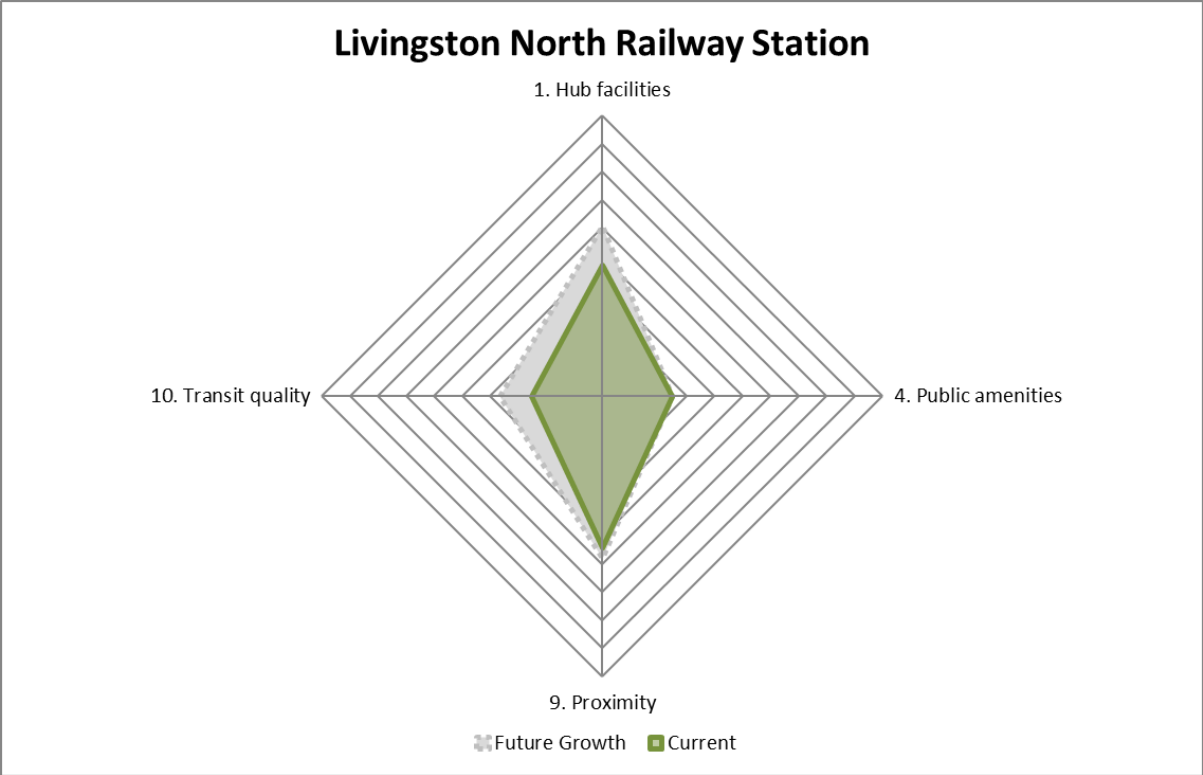 Livingston North Railway Station
1. Hub facilities
10. Transit quality
4. Public amenities
9. Proximity
Future Growth
Current